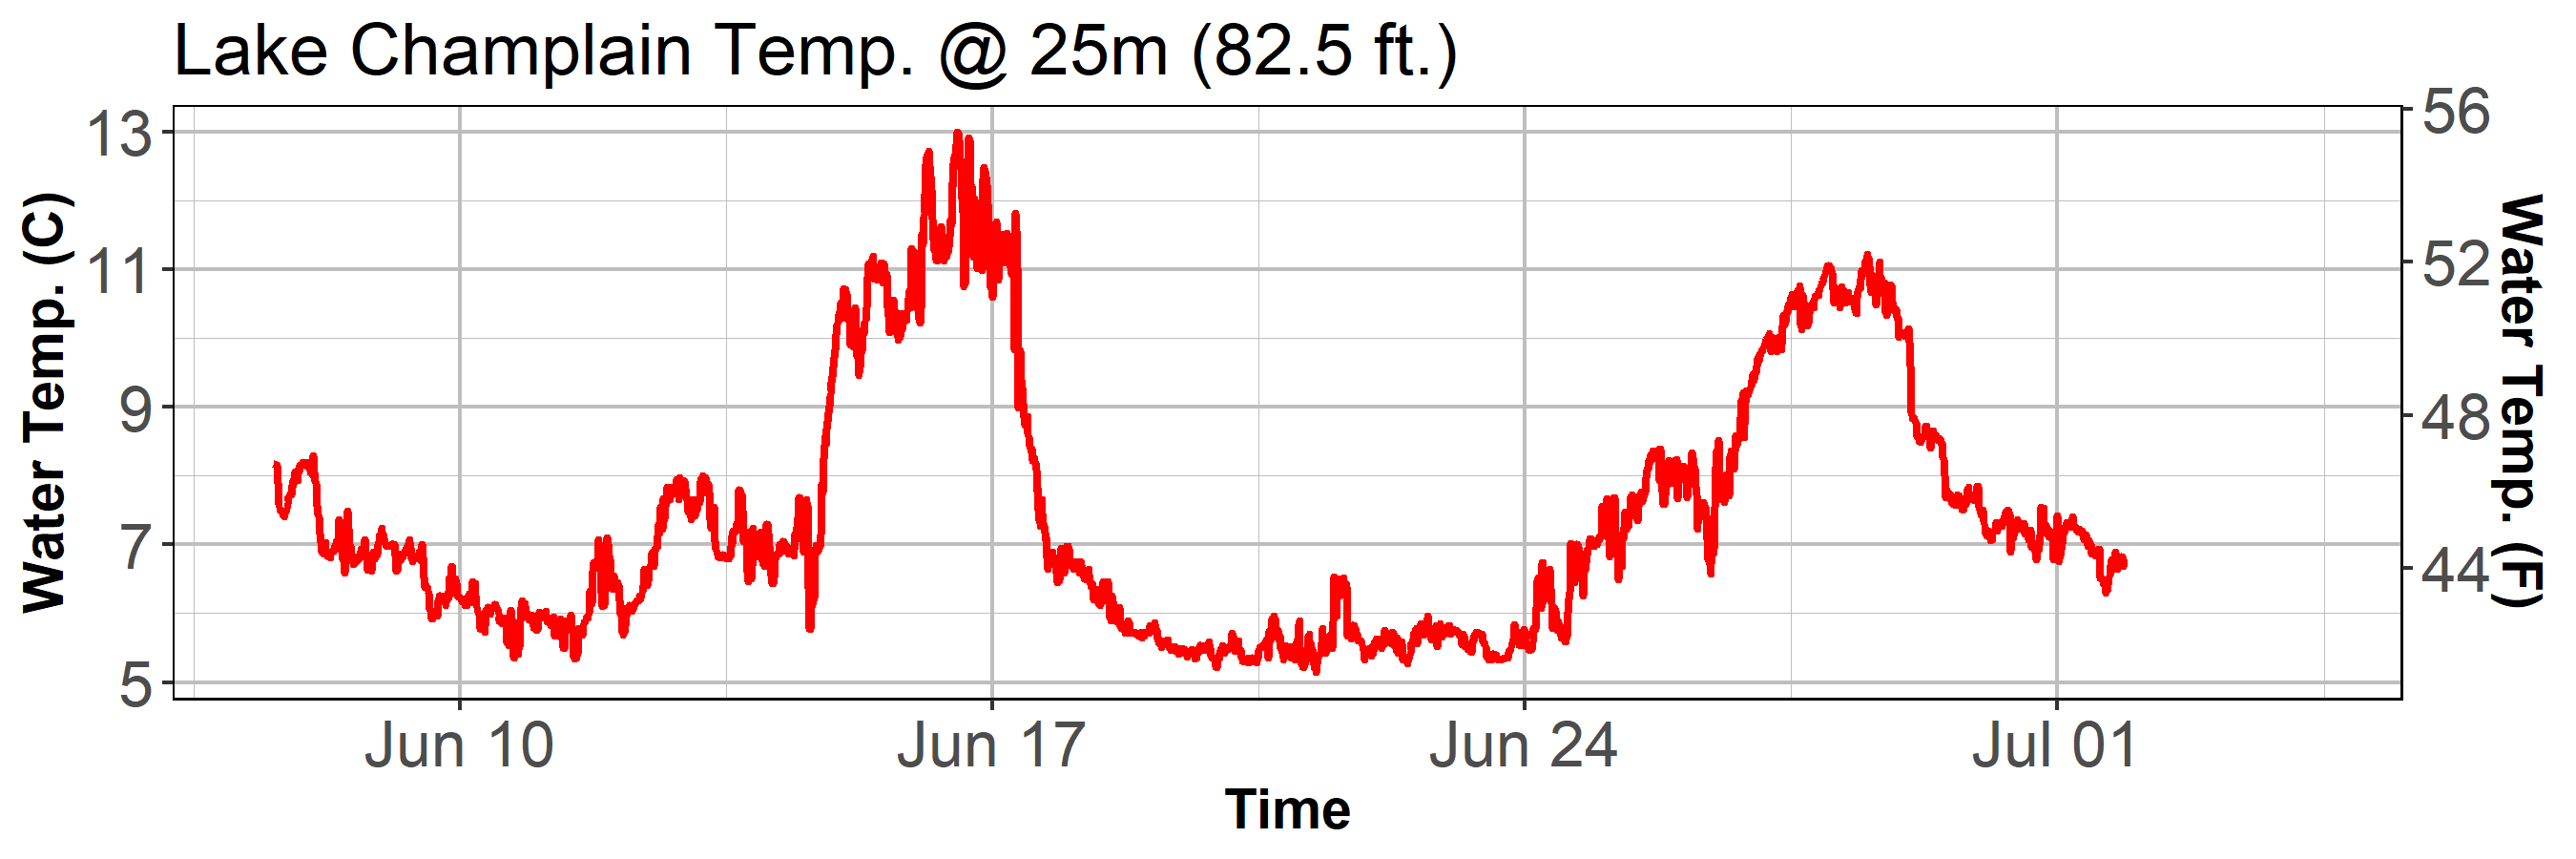 Lake Champlain Temp. @ 25m (82.5 ft.)
Water Temp. (C)
13
11
9
7
5
56
52
48
44
Water Temp. (F)
Jun 10
Jun 17
Jun 24
Jul 01
Time